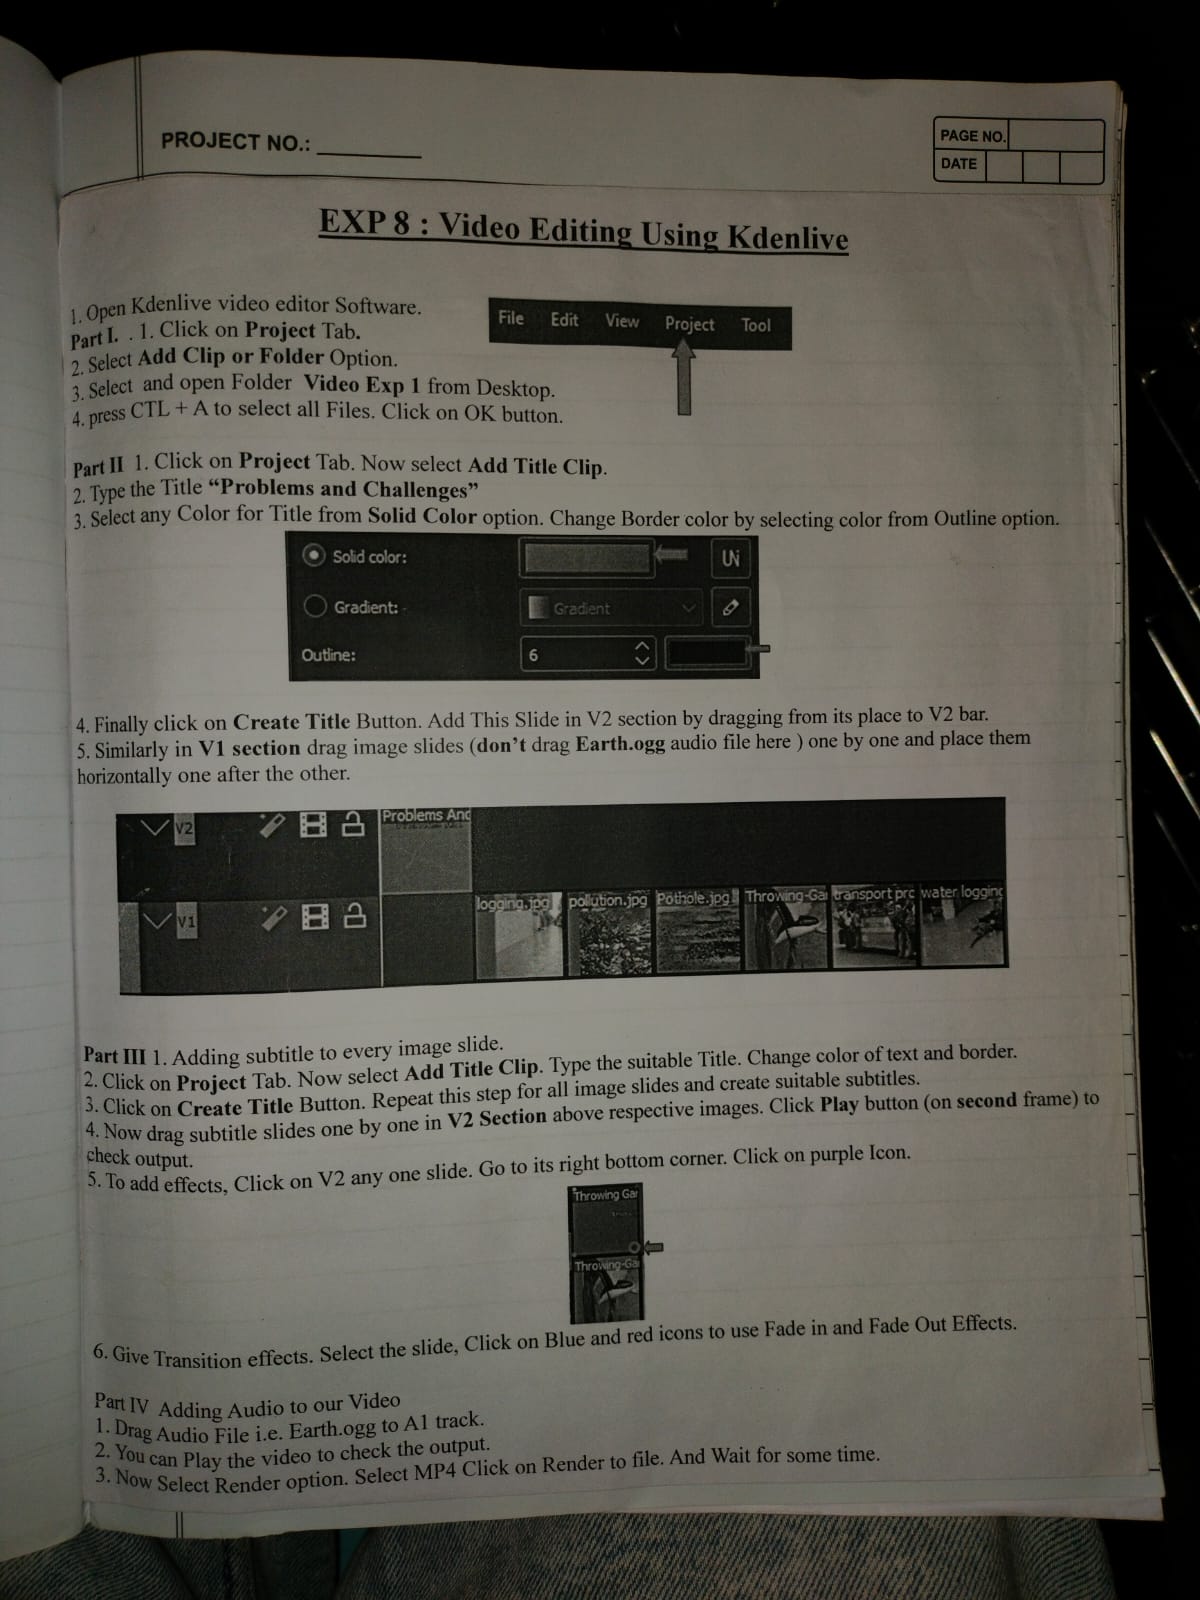 PROJECT NO.:
PAGE NO.
DATE
EXP 8 : Video Editing Using Kdenlive
1. Open Kdenlive video editor Software.
Part I. . 1. Click on Project Tab.
2. Select Add Clip or Folder Option.
3. Select and open Folder Video Exp 1 from Desktop.
4. press CTL + A to select all Files. Click on OK button.
File Edit View Project Tool
Part II 1. Click on Project Tab. Now select Add Title Clip.
2. Type the Title “Problems and Challenges”
3. Select any Color for Title from Solid Color option. Change Border color by selecting color from Outline option.
Solid color:
Gradient: Gradient
Outline: 6
4. Finally click on Create Title Button. Add This Slide in V2 section by dragging from its place to V2 bar.
5. Similarly in V1 section drag image slides (don’t drag Earth.ogg audio file here ) one by one and place them
horizontally one after the other.
V2 Problems And
V1 logging.jpg pollution.jpg Pothole.jpg Throwing-Gar transport pro water logging
Part III 1. Adding subtitle to every image slide.
2. Click on Project Tab. Now select Add Title Clip. Type the suitable Title. Change color of text and border.
3. Click on Create Title Button. Repeat this step for all image slides and create suitable subtitles.
4. Now drag subtitle slides one by one in V2 Section above respective images. Click Play button (on second frame) to
check output.
5. To add effects, Click on V2 any one slide. Go to its right bottom corner. Click on purple Icon.
Throwing Gar
Throwing-Gar
6. Give Transition effects. Select the slide, Click on Blue and red icons to use Fade in and Fade Out Effects.
Part IV Adding Audio to our Video
1. Drag Audio File i.e. Earth.ogg to A1 track.
2. You can Play the video to check the output.
3. Now Select Render option. Select MP4 Click on Render to file. And Wait for some time.